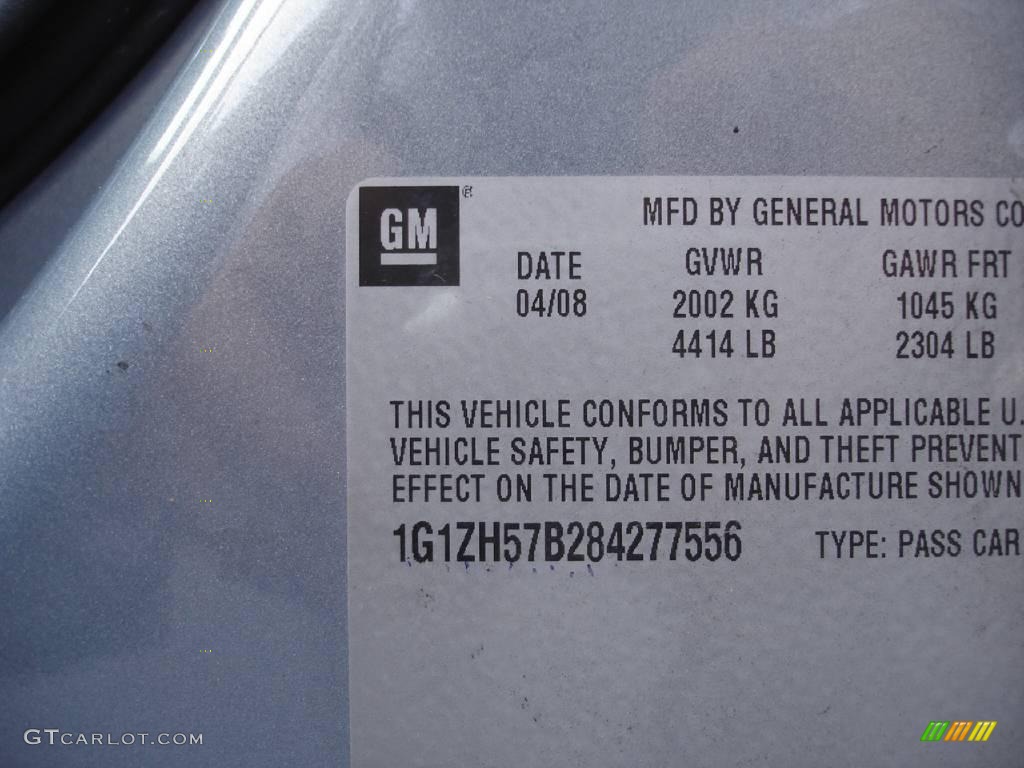 GM ®
MFD BY GENERAL MOTORS CO
DATE GVWR GAWR FRT
04/08 2002 KG 1045 KG
4414 LB 2304 LB
THIS VEHICLE CONFORMS TO ALL APPLICABLE U.
VEHICLE SAFETY, BUMPER, AND THEFT PREVENT
EFFECT ON THE DATE OF MANUFACTURE SHOWN
1G1ZH57B284277556 TYPE: PASS CAR
GTCARLOT.COM